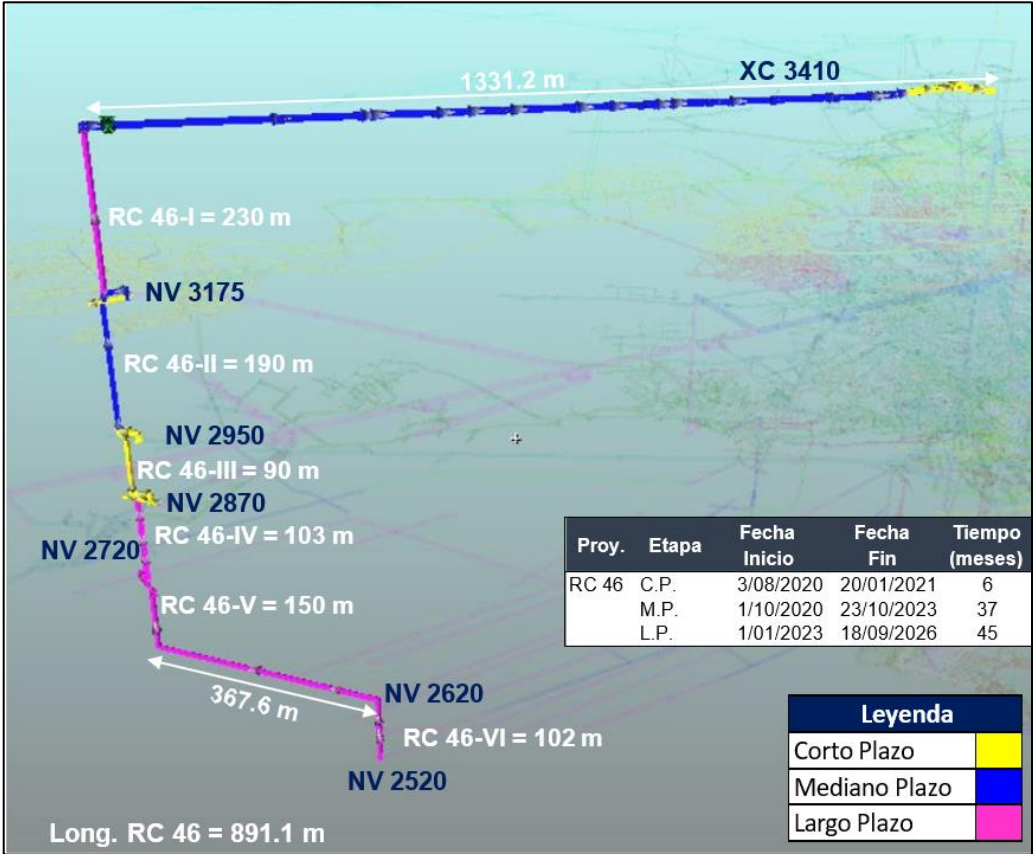 XC 3410
1331.2 m
RC 46-I = 230 m
NV 3175
RC 46-II = 190 m
NV 2950
RC 46-III = 90 m
NV 2870
RC 46-IV = 103 m
NV 2720
RC 46-V = 150 m
367.6 m
NV 2620
RC 46-VI = 102 m
NV 2520
Long. RC 46 = 891.1 m
Proy. Etapa Fecha Inicio Fecha Fin Tiempo (meses)
RC 46 C.P. 3/08/2020 20/01/2021 6
M.P. 1/10/2020 23/10/2023 37
L.P. 1/01/2023 18/09/2026 45
Leyenda
Corto Plazo
Mediano Plazo
Largo Plazo